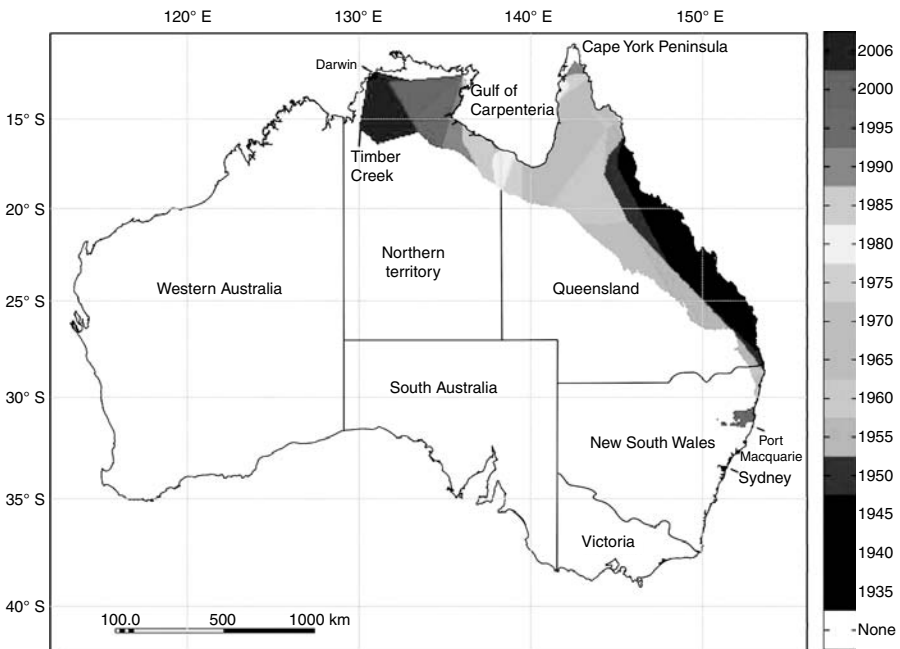 120° E
130° E
140° E
150° E
Cape York Peninsula
Darwin
Gulf of
Carpenteria
15° S
Timber
Creek
20° S
Northern
territory
Western Australia
Queensland
25° S
South Australia
30° S
New South Wales
Port
Macquarie
Sydney
35° S
Victoria
40° S
100.0
500
1000 km
2006
2000
1995
1990
1985
1980
1975
1970
1965
1960
1955
1950
1945
1940
1935
None